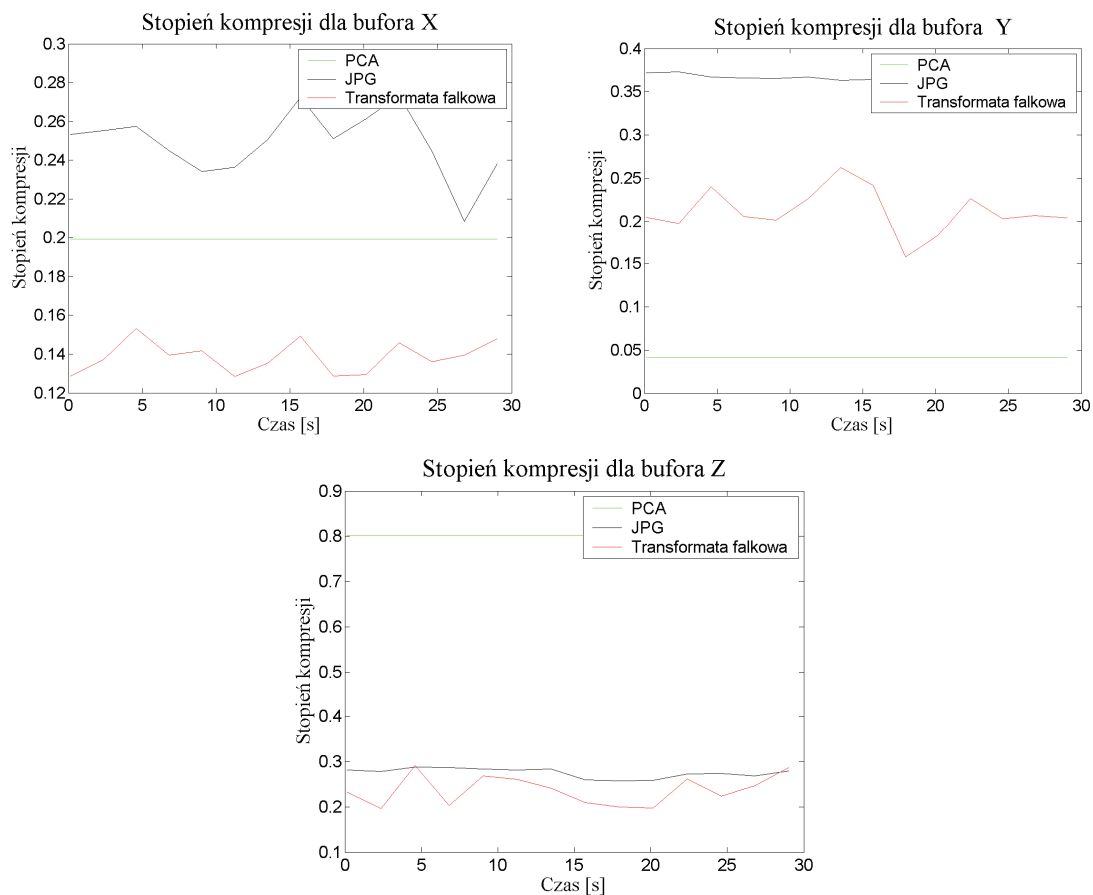 Stopień kompresji dla bufora X
Stopień kompresji
0.3
0.28
0.26
0.24
0.22
0.2
0.18
0.16
0.14
0.12
PCA
JPG
Transformata falkowa
0 5 10 15 20 25 30
Czas [s]
Stopień kompresji dla bufora Y
Stopień kompresji
0.4
0.35
0.3
0.25
0.2
0.15
0.1
0.05
0
PCA
JPG
Transformata falkowa
0 5 10 15 20 25 30
Czas [s]
Stopień kompresji dla bufora Z
Stopień kompresji
0.9
0.8
0.7
0.6
0.5
0.4
0.3
0.2
0.1
PCA
JPG
Transformata falkowa
0 5 10 15 20 25 30
Czas [s]